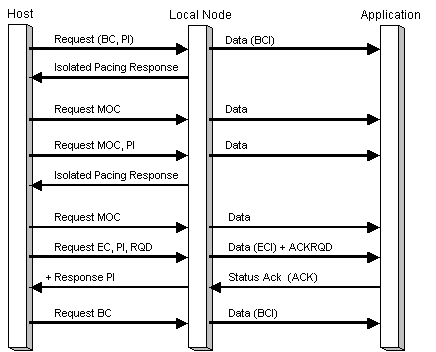 Host Local Node Application
Request (BC, PI) Data (BCI)
Isolated Pacing Response
Request MOC Data
Request MOC, PI Data
Isolated Pacing Response
Request MOC Data
Request EC, PI, RQD Data (ECI) + ACKRQD
+ Response PI Status Ack (ACK)
Request BC Data (BCI)